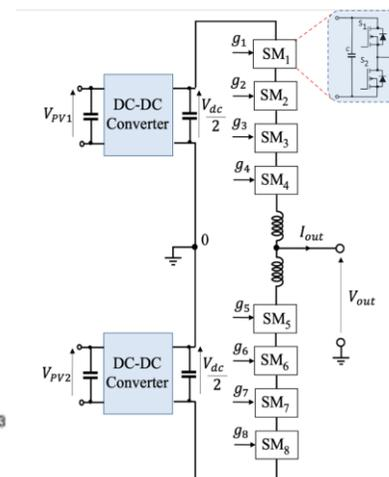 g1
SM1
S1
C
S2
g2
SM2
g3
SM3
g4
SM4
VPV1
DC-DC
Converter
Vdc
2
0
Iout
Vout
g5
SM5
g6
SM6
g7
SM7
g8
SM8
VPV2
DC-DC
Converter
Vdc
2
3